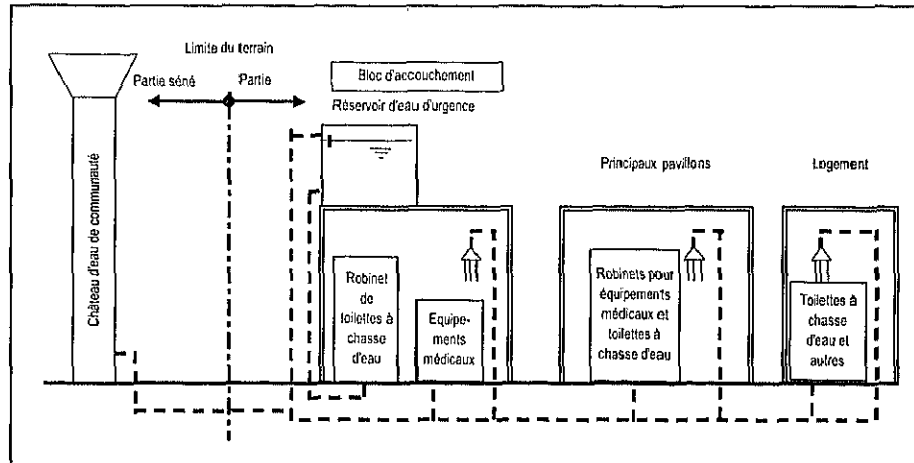 Limite du terrain
Partie séné
Partie
Bloc d'accouchement
Réservoir d'eau d'urgence
Château d'eau de communauté
Principaux pavillons
Logement
Robinet
de
toilettes à
chasse
d'eau
Equipe-
ments
médicaux
Robinets pour
équipements
médicaux et
toilettes à
chasse d'eau
Toilettes à
chasse
d'eau et
autres